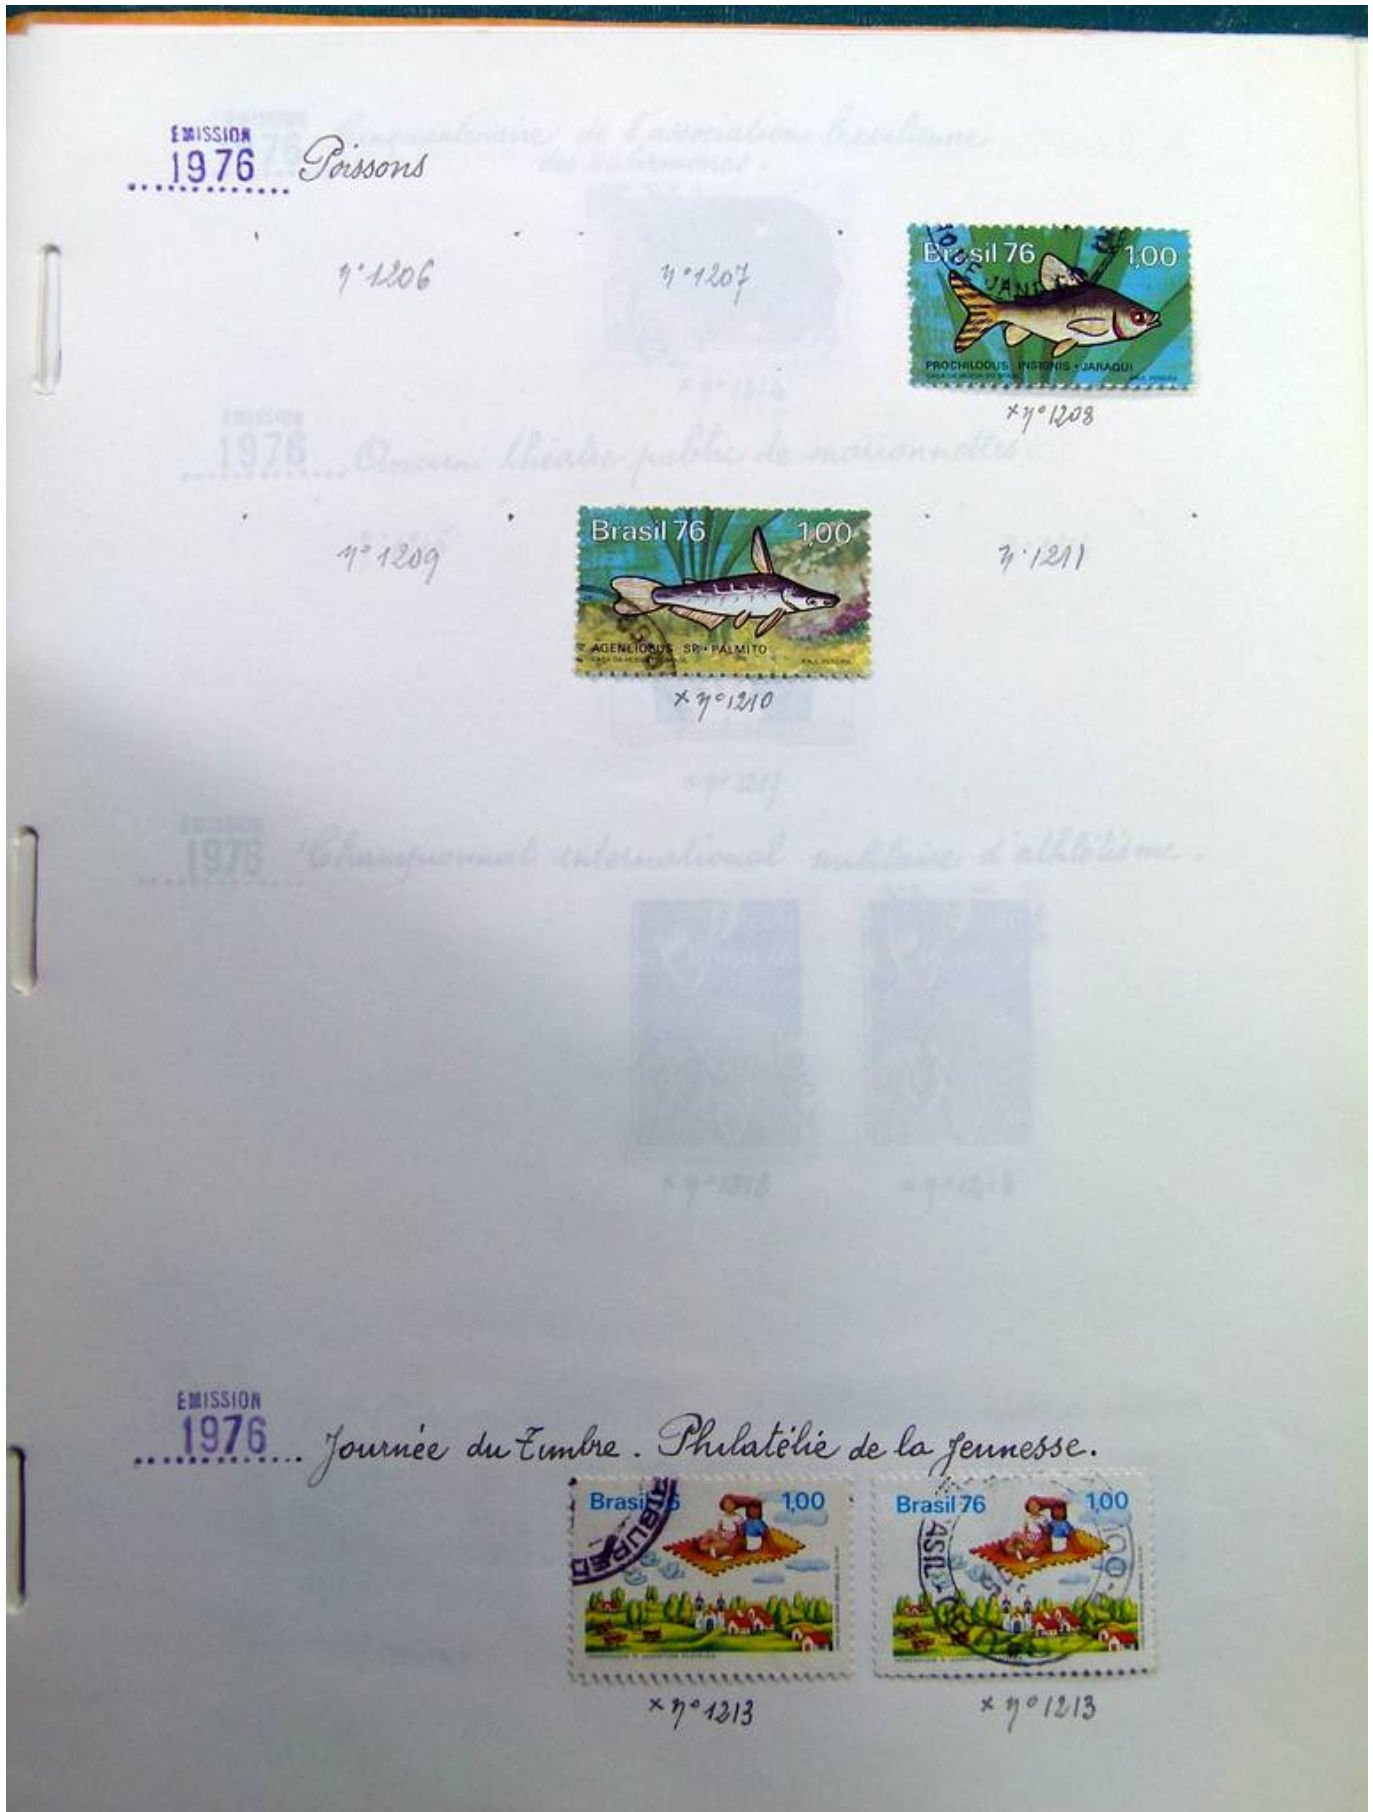 EMISSION
1976 Poissons
n° 1206
n° 1207
Brasil 76 1,00
PROCHILODUS INSIGNIS • JARAQUI
x n° 1208
n° 1209
Brasil 76 1,00
AGENEIOSUS SP • PALMITO
x n° 1210
n° 1211
EMISSION
1976 Journée du Timbre. Philatélie de la Jeunesse.
Brasil 76 1,00
Brasil 76 1,00
x n° 1213
x n° 1213